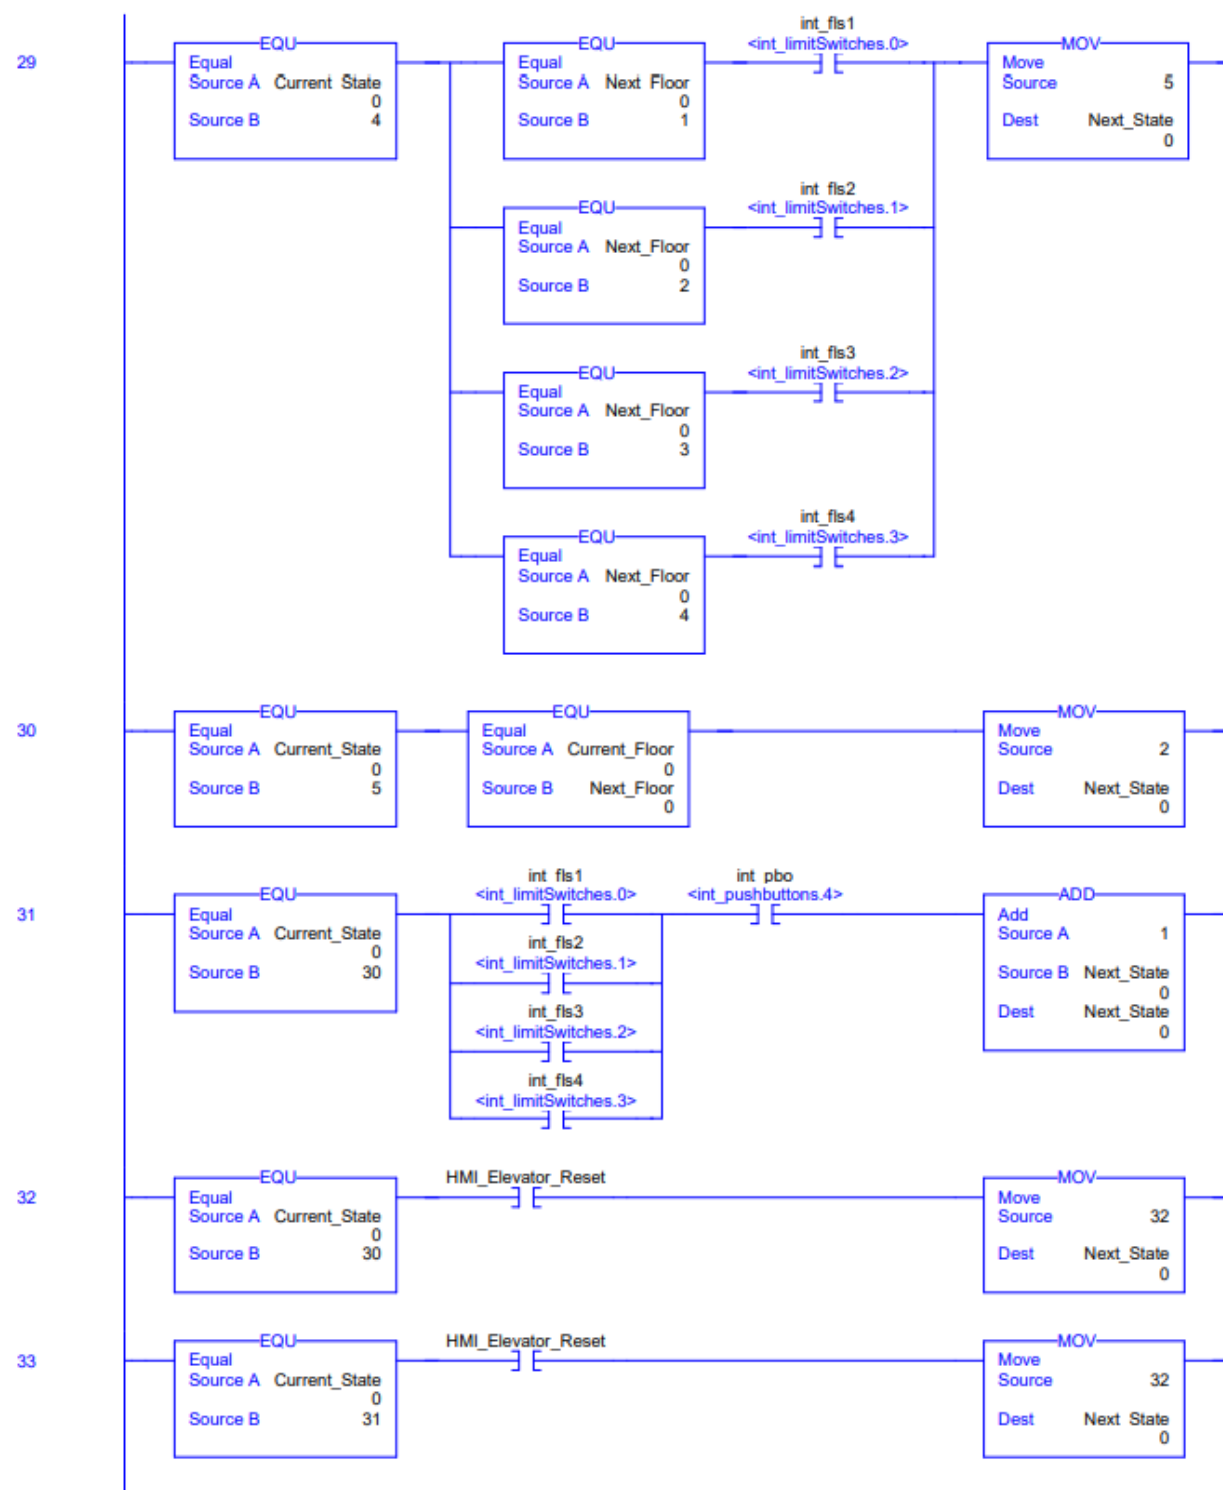 29
EQU
Equal
Source A Current_State
0
Source B 4
EQU
Equal
Source A Next_Floor
0
Source B 1
int_fls1
<int_limitSwitches.0>
MOV
Move
Source 5
Dest Next_State
0
EQU
Equal
Source A Next_Floor
0
Source B 2
int_fls2
<int_limitSwitches.1>
EQU
Equal
Source A Next_Floor
0
Source B 3
int_fls3
<int_limitSwitches.2>
EQU
Equal
Source A Next_Floor
0
Source B 4
int_fls4
<int_limitSwitches.3>
30
EQU
Equal
Source A Current_State
0
Source B 5
EQU
Equal
Source A Current_Floor
0
Source B Next_Floor
0
MOV
Move
Source 2
Dest Next_State
0
31
EQU
Equal
Source A Current_State
0
Source B 30
int_fls1
<int_limitSwitches.0>
int_fls2
<int_limitSwitches.1>
int_fls3
<int_limitSwitches.2>
int_fls4
<int_limitSwitches.3>
int_pbo
<int_pushbuttons.4>
ADD
Add
Source A 1
Source B Next_State
0
Dest Next_State
0
32
EQU
Equal
Source A Current_State
0
Source B 30
HMI_Elevator_Reset
MOV
Move
Source 32
Dest Next_State
0
33
EQU
Equal
Source A Current_State
0
Source B 31
HMI_Elevator_Reset
MOV
Move
Source 32
Dest Next_State
0